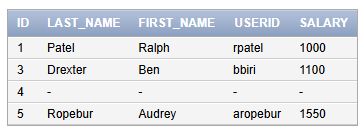 ID LAST_NAME FIRST_NAME USERID SALARY
1 Patel Ralph rpatel 1000
3 Drexter Ben bbiri 1100
4 - - - -
5 Ropebur Audrey aropebur 1550